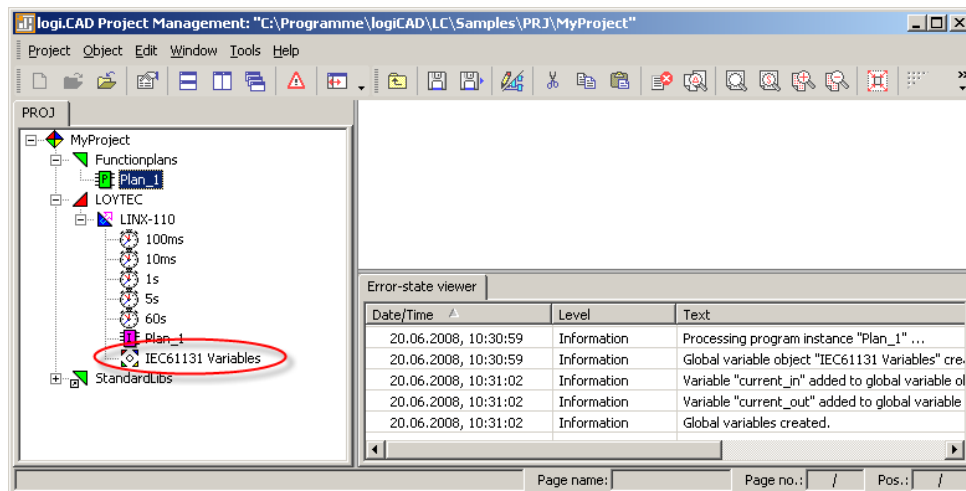 logi.CAD Project Management: "C:\Programme\logiCAD\LC\Samples\PRJ\MyProject"
Project Object Edit Window Tools Help
PROJ
MyProject
Functionplans
Plan_1
LOYTEC
LINX-110
100ms
10ms
1s
5s
60s
Plan_1
IEC61131 Variables
StandardLibs
Error-state viewer
Date/Time Level Text
20.06.2008, 10:30:59 Information Processing program instance "Plan_1" ...
20.06.2008, 10:30:59 Information Global variable object "IEC61131 Variables" cre
20.06.2008, 10:31:02 Information Variable "current_in" added to global variable ob
20.06.2008, 10:31:02 Information Variable "current_out" added to global variable
20.06.2008, 10:31:02 Information Global variables created.
Page name: Page no.: / Pos.: /